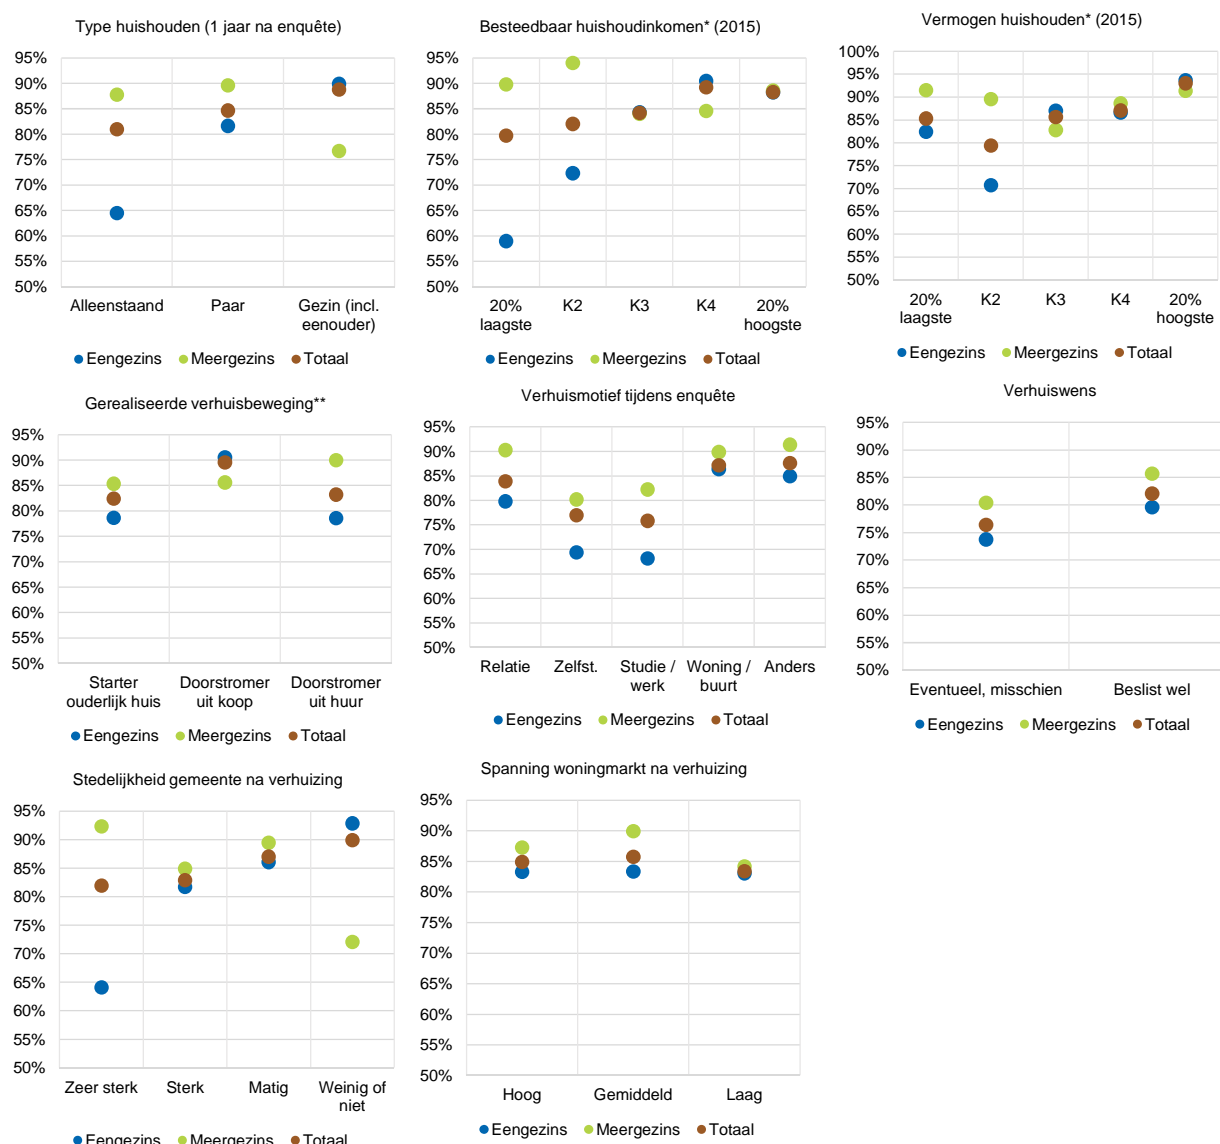 Type huishouden (1 jaar na enquête)
95%
90%
85%
80%
75%
70%
65%
60%
55%
50%
Alleenstaand Paar Gezin (incl.
eenouder)
Eengezins Meergezins Totaal
Besteedbaar huishoudinkomen* (2015)
95%
90%
85%
80%
75%
70%
65%
60%
55%
50%
20% K2 K3 K4 20%
laagste hoogste
Eengezins Meergezins Totaal
Vermogen huishouden* (2015)
100%
95%
90%
85%
80%
75%
70%
65%
60%
55%
50%
20% K2 K3 K4 20%
laagste hoogste
Eengezins Meergezins Totaal
Gerealiseerde verhuisbeweging**
95%
90%
85%
80%
75%
70%
65%
60%
55%
50%
Starter Doorstromer Doorstromer
ouderlijk huis uit koop uit huur
Eengezins Meergezins Totaal
Verhuismotief tijdens enquête
95%
90%
85%
80%
75%
70%
65%
60%
55%
50%
Relatie Zelfst. Studie / Woning / Anders
werk buurt
Eengezins Meergezins Totaal
Verhuiswens
95%
90%
85%
80%
75%
70%
65%
60%
55%
50%
Eventueel, misschien Beslist wel
Eengezins Meergezins Totaal
Stedelijkheid gemeente na verhuizing
95%
90%
85%
80%
75%
70%
65%
60%
55%
50%
Zeer sterk Sterk Matig Weinig of
niet
Eengezins Meergezins Totaal
Spanning woningmarkt na verhuizing
95%
90%
85%
80%
75%
70%
65%
60%
55%
50%
Hoog Gemiddeld Laag
Eengezins Meergezins Totaal